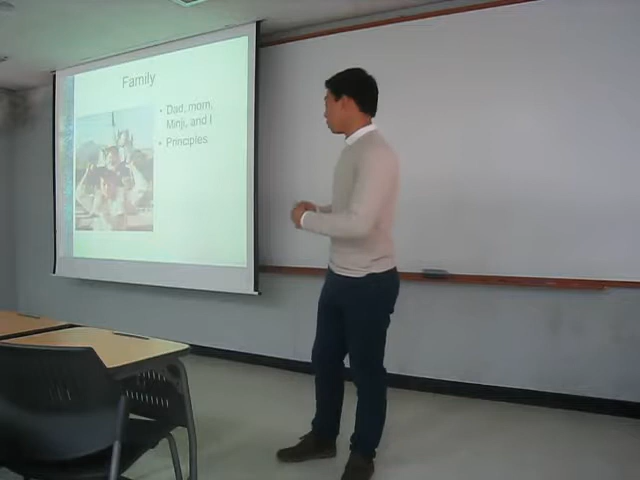 Family
• Dad, mom,
Minji, and I
• Principles